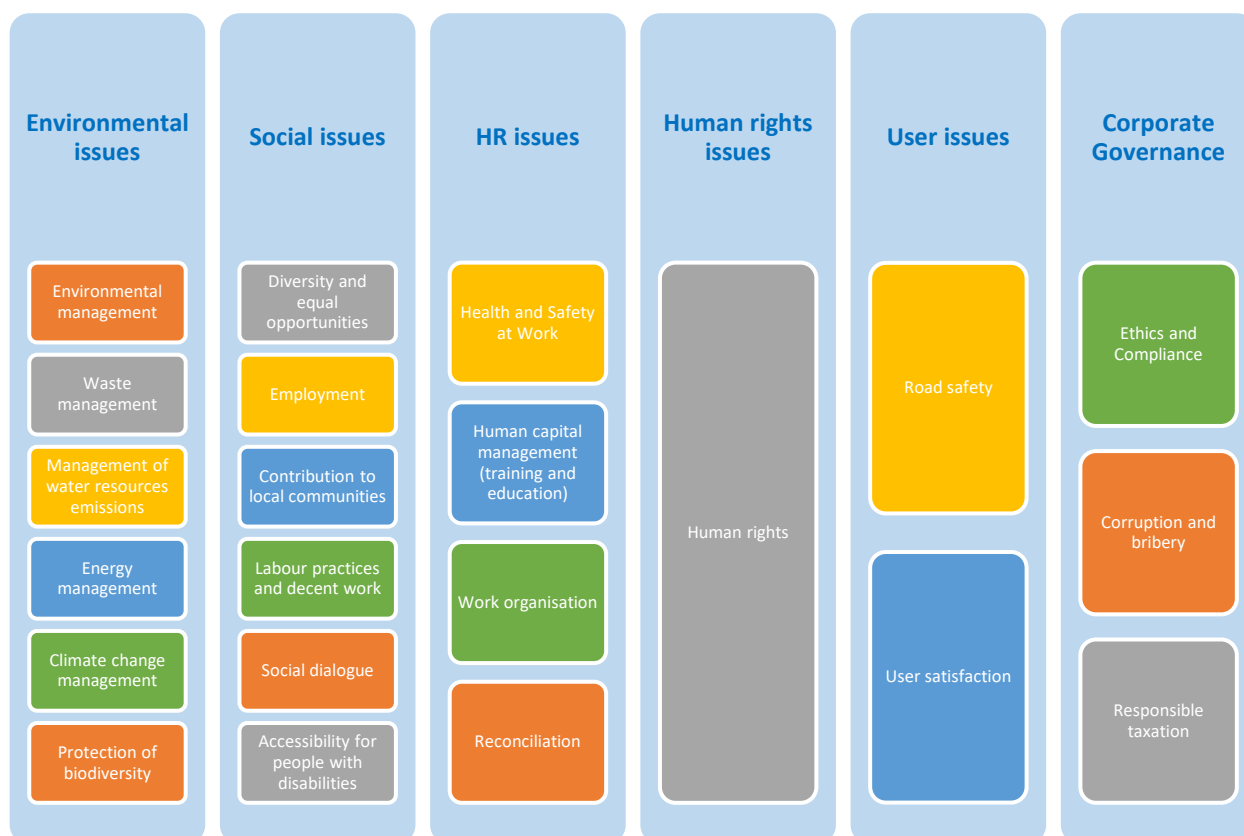 Environmental
issues
Environmental
management
Waste
management
Management of
water resources
emissions
Energy
management
Climate change
management
Protection of
biodiversity
Social issues
Diversity and
equal
opportunities
Employment
Contribution to
local communities
Labour practices
and decent work
Social dialogue
Accessibility for
people with
disabilities
HR issues
Health and Safety
at Work
Human capital
management
(training and
education)
Work organisation
Reconciliation
Human rights
issues
Human rights
User issues
Road safety
User satisfaction
Corporate
Governance
Ethics and
Compliance
Corruption and
bribery
Responsible
taxation